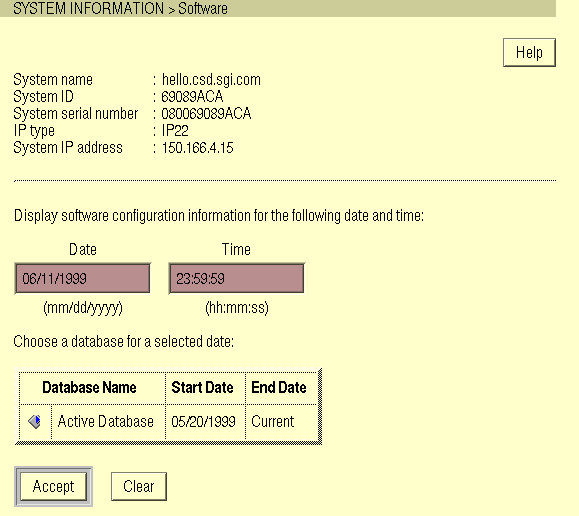 SYSTEM INFORMATION > Software
Help
System name : hello.csd.sgi.com
System ID : 69089ACA
System serial number : 080069089ACA
IP type : IP22
System IP address : 150.166.4.15
Display software configuration information for the following date and time:
Date Time
06/11/1999 23:59:59
(mm/dd/yyyy) (hh:mm:ss)
Choose a database for a selected date:
Database Name Start Date End Date
Active Database 05/20/1999 Current
Accept Clear